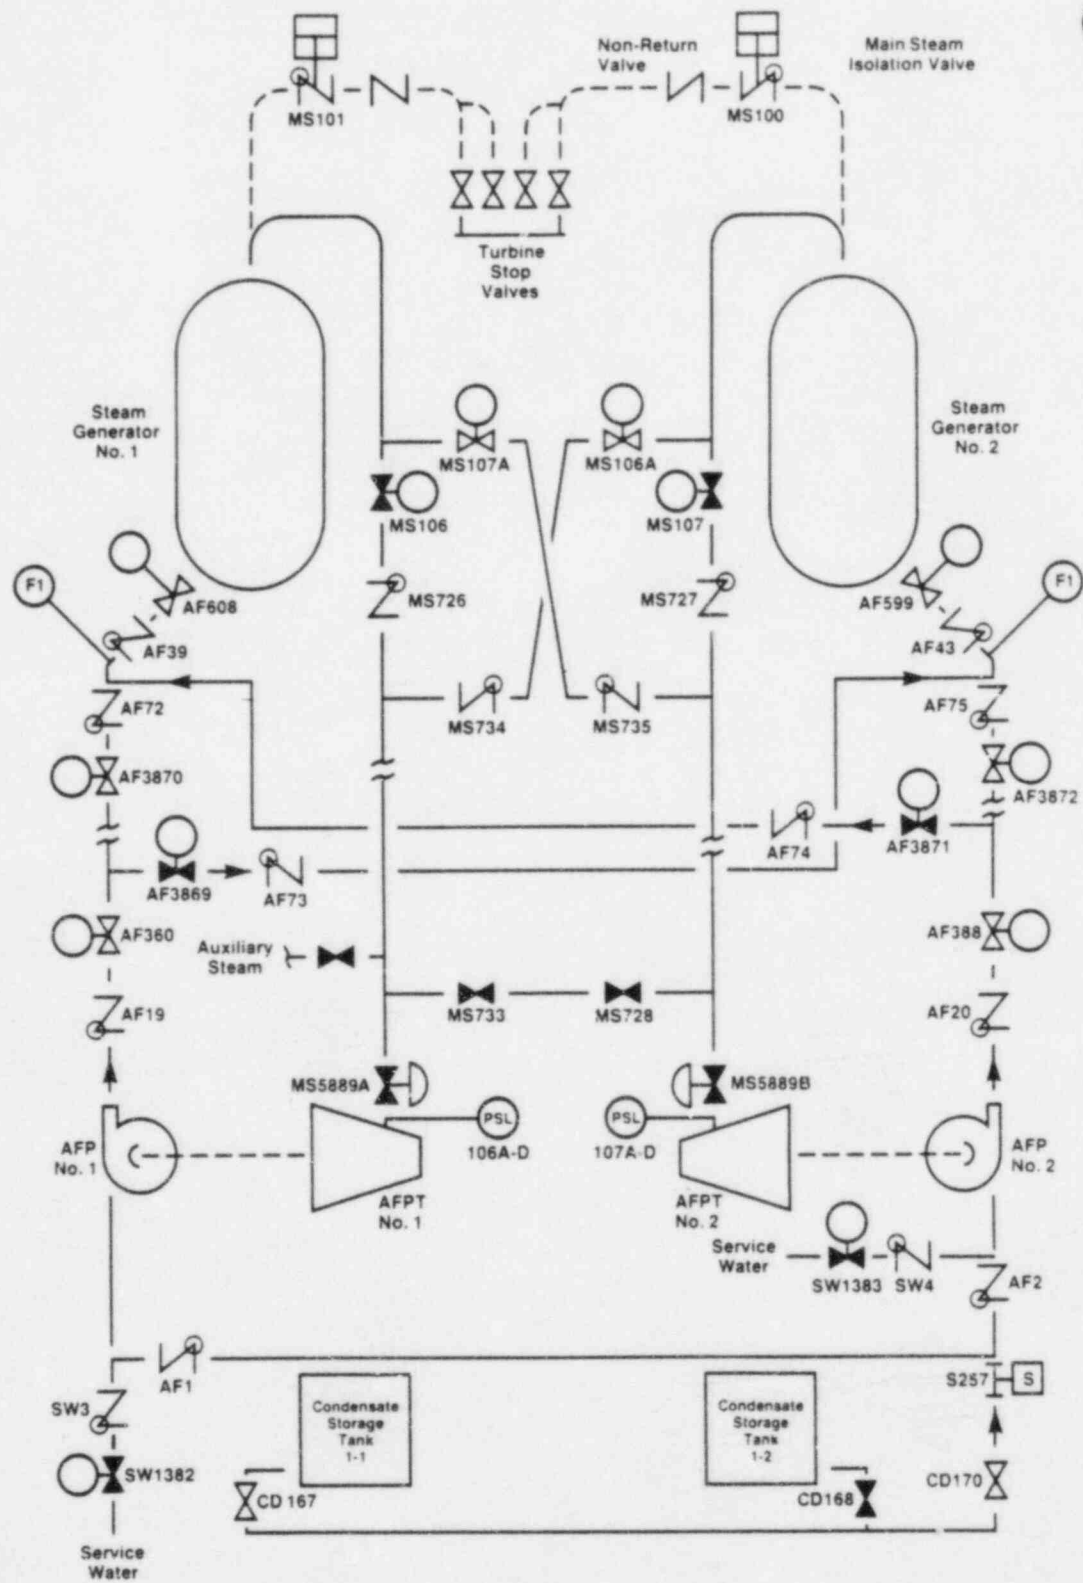 Non-Return
Valve
Main Steam
Isolation Valve
MS101
MS100
Turbine
Stop
Valves
Steam
Generator
No. 1
Steam
Generator
No. 2
MS107A
MS106A
MS106
MS107
F1
AF608
MS726
MS727
AF599
F1
AF39
AF43
AF72
MS734
MS735
AF75
AF3870
AF3872
AF74
AF3871
AF3869
AF73
AF360
Auxiliary
Steam
AF388
AF19
MS733
MS728
AF20
MS5889A
MS5889B
PSL
106A-D
PSL
107A-D
AFP
No. 1
AFP
No. 2
AFPT
No. 1
AFPT
No. 2
Service
Water
SW1383
SW4
AF2
AF1
S257
S
SW3
Condensate
Storage
Tank
1-1
Condensate
Storage
Tank
1-2
SW1382
CD167
CD168
CD170
Service
Water